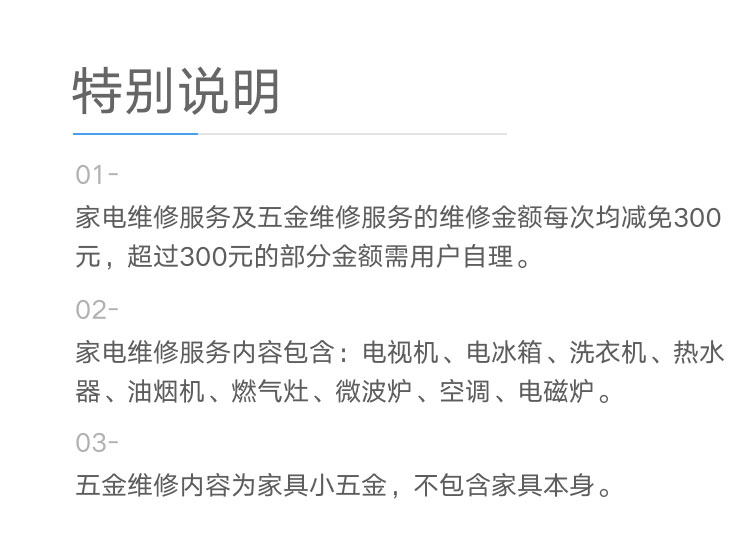 特别说明
01-
家电维修服务及五金维修服务的维修金额每次均减免300
元，超过300元的部分金额需用户自理。
02-
家电维修服务内容包含：电视机、电冰箱、洗衣机、热水
器、油烟机、燃气灶、微波炉、空调、电磁炉。
03-
五金维修内容为家具小五金，不包含家具本身。